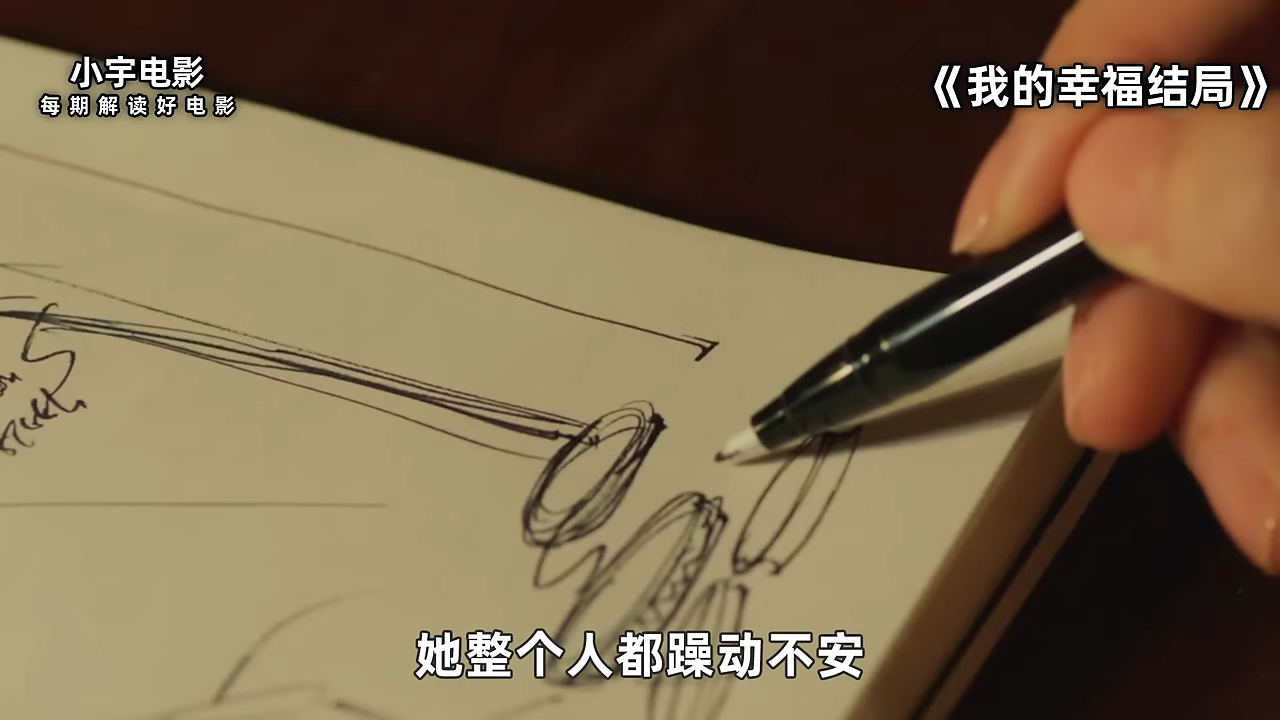 小宇电影
每期解读好电影
《我的幸福结局》
她整个人都躁动不安